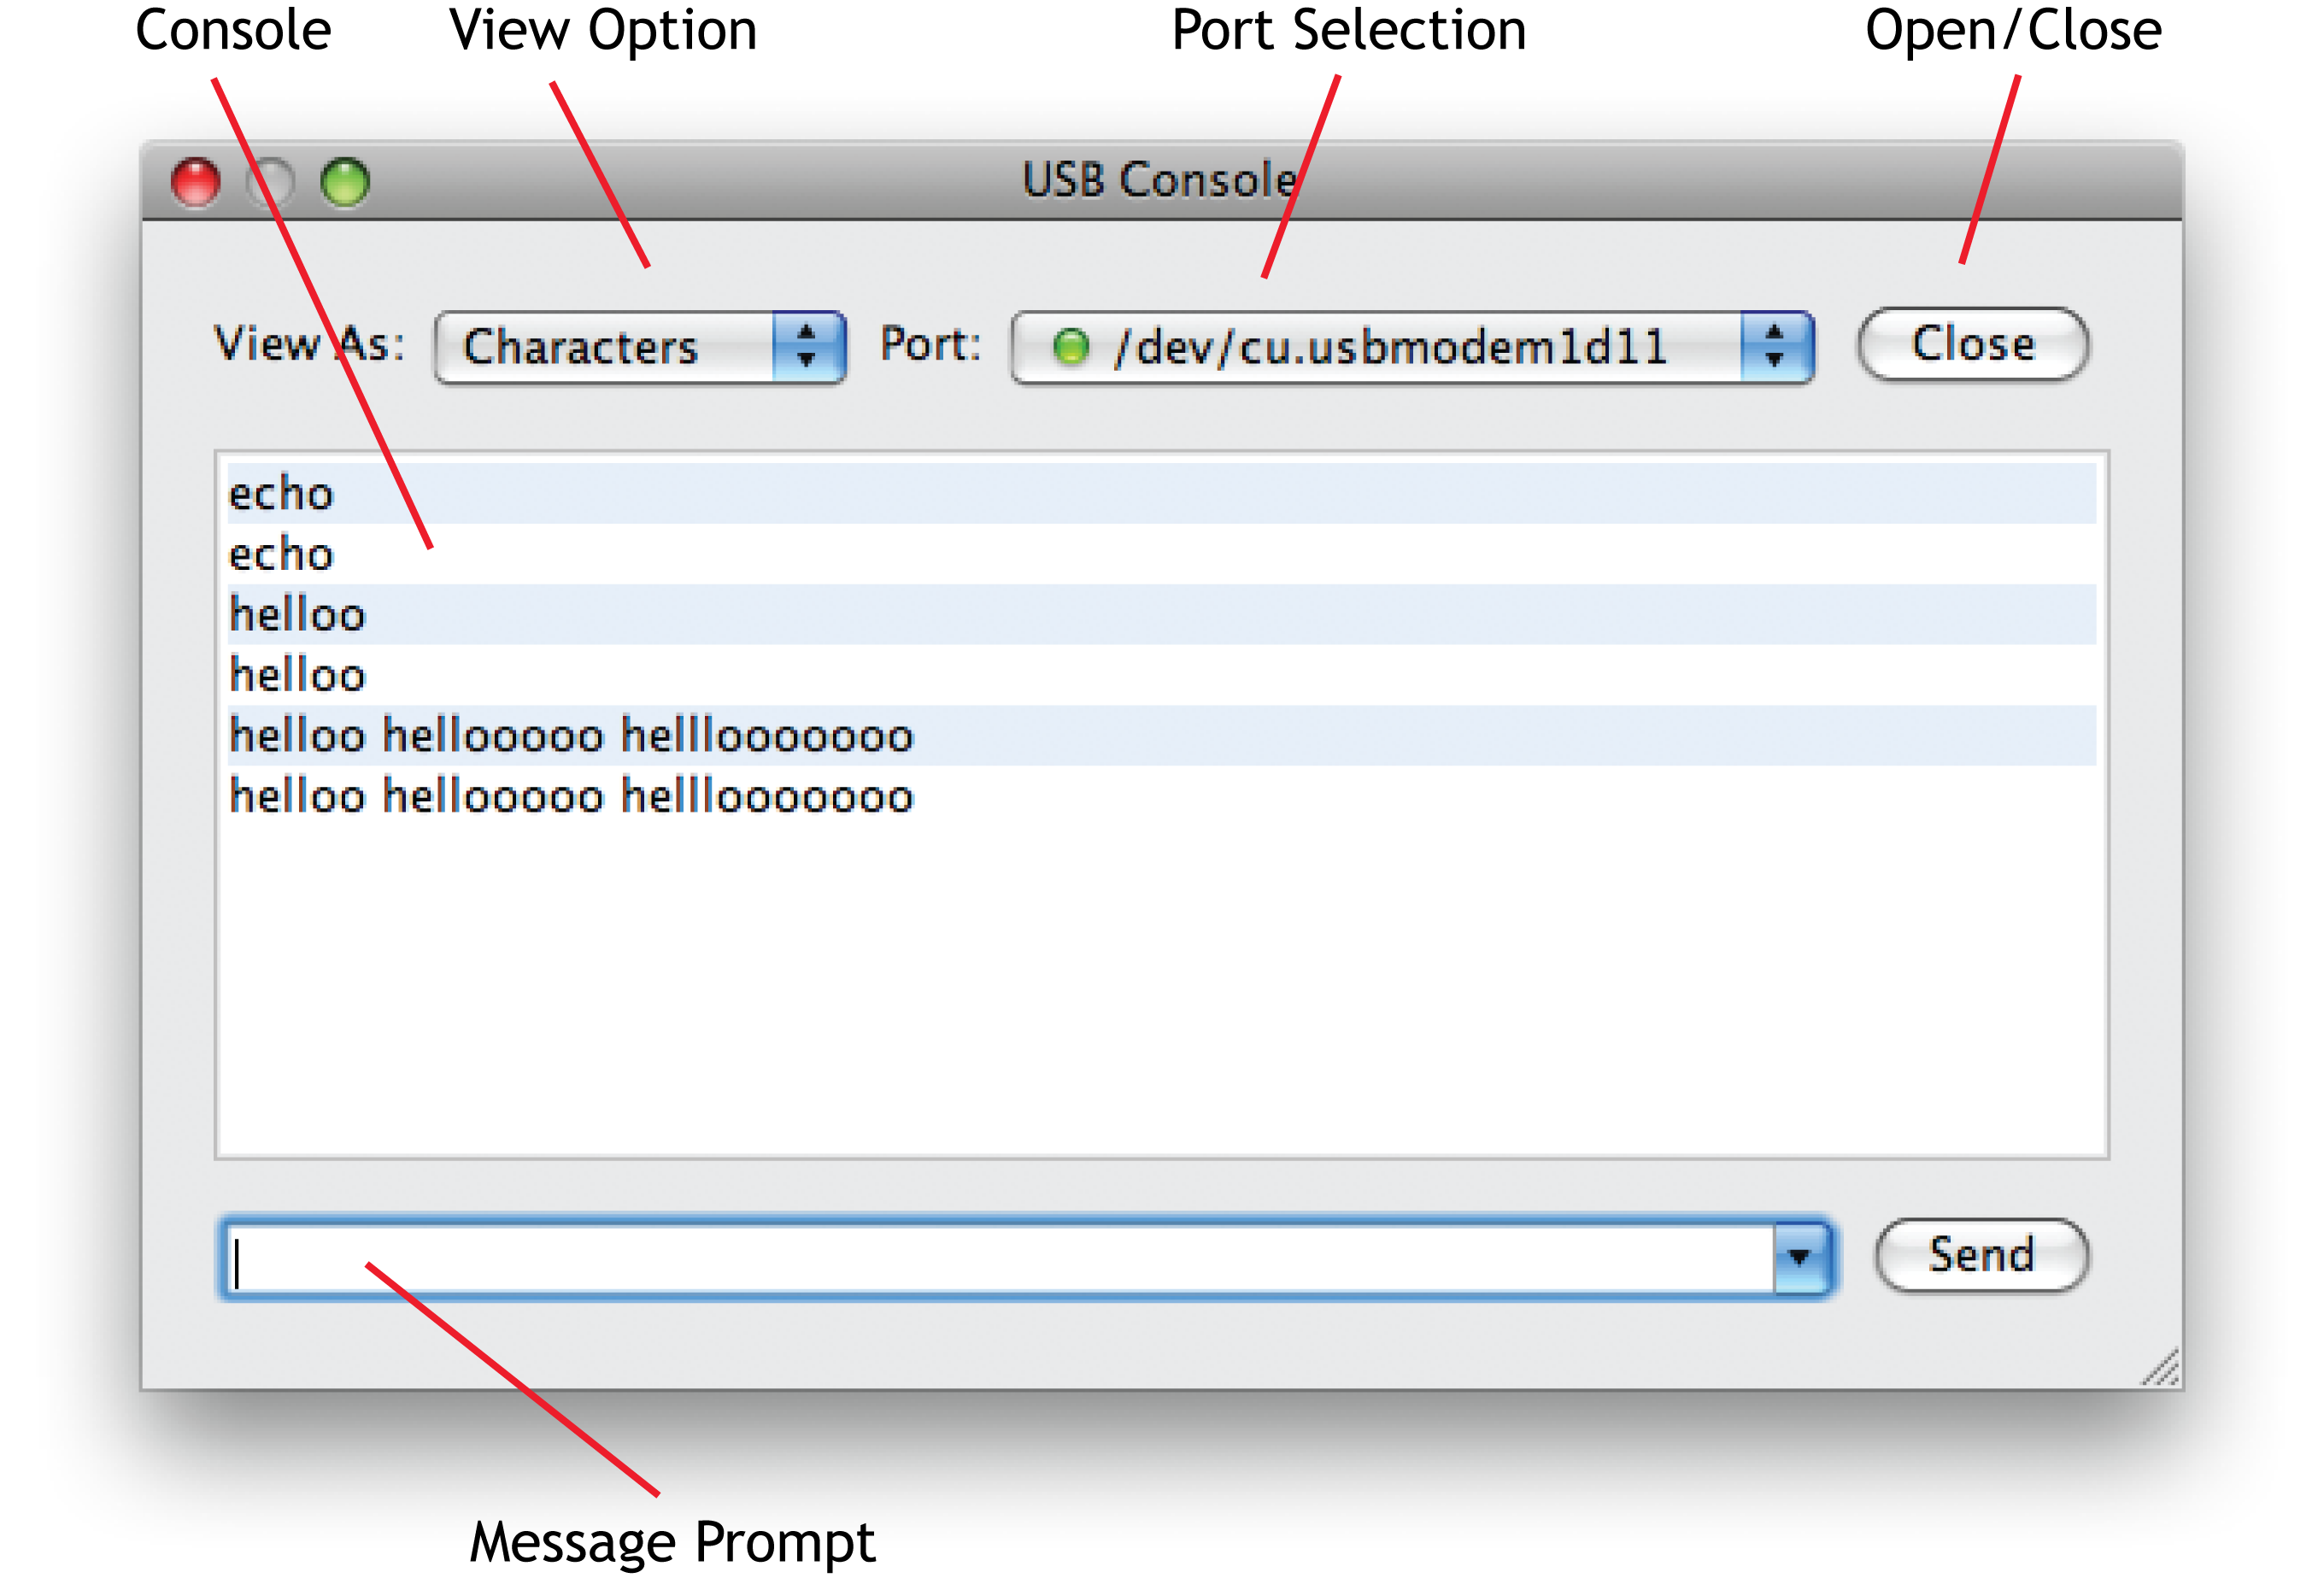 Console View Option Port Selection Open/Close
USB Console
View As: Characters Port: /dev/cu.usbmodem1d11 Close
echo
echo
helloo
helloo
helloo hellooooo hellloooooooo
helloo hellooooo hellloooooooo
Send
Message Prompt